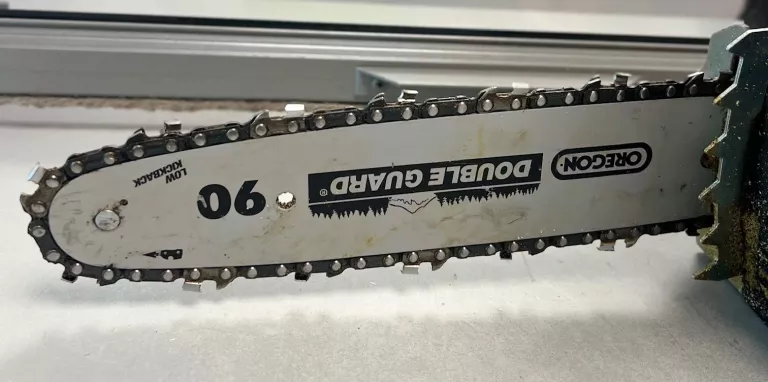 OREGON
DOUBLE GUARD®
90
LOW
KICKBACK
B